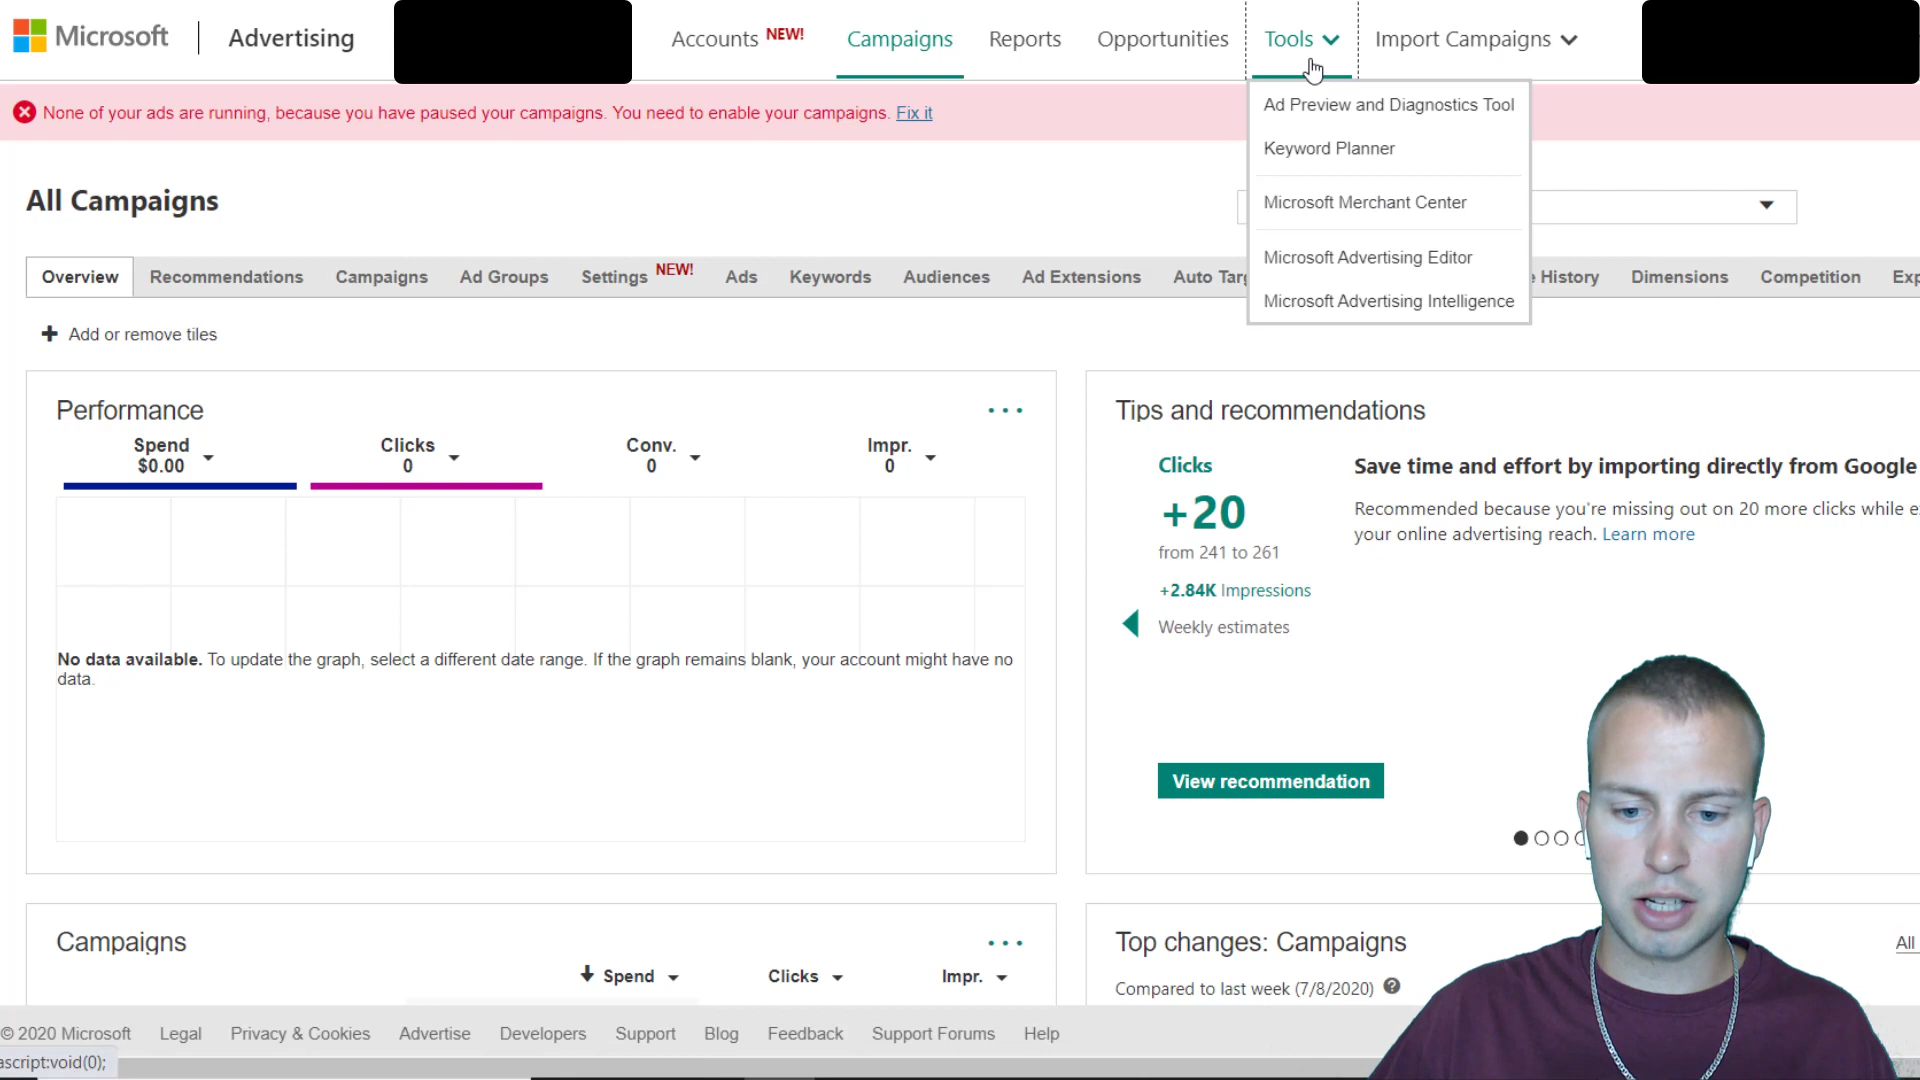 Microsoft | Advertising
Accounts NEW! Campaigns Reports Opportunities Tools Import Campaigns
None of your ads are running, because you have paused your campaigns. You need to enable your campaigns. Fix it
Ad Preview and Diagnostics Tool
Keyword Planner
Microsoft Merchant Center
Microsoft Advertising Editor
Microsoft Advertising Intelligence
All Campaigns
Overview Recommendations Campaigns Ad Groups Settings NEW! Ads Keywords Audiences Ad Extensions Auto Targ History Dimensions Competition Exp
Add or remove tiles
Performance
Spend Clicks Conv. Impr.
$0.00 0 0 0
No data available. To update the graph, select a different date range. If the graph remains blank, your account might have no
data.
Tips and recommendations
Clicks
+20
from 241 to 261
+2.84K Impressions
Weekly estimates
Save time and effort by importing directly from Google
Recommended because you're missing out on 20 more clicks while e
your online advertising reach. Learn more
View recommendation
Campaigns
Spend Clicks Impr.
Top changes: Campaigns
All
Compared to last week (7/8/2020)
© 2020 Microsoft Legal Privacy & Cookies Advertise Developers Support Blog Feedback Support Forums Help
ascript:void(0);